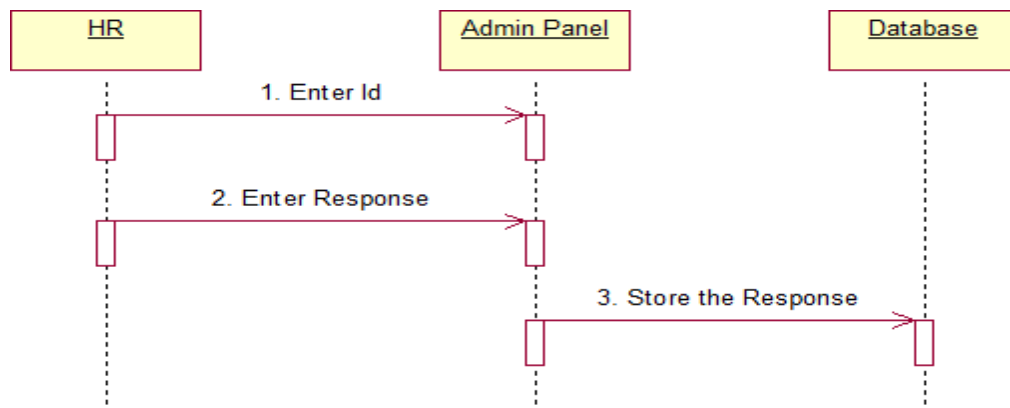 HR
Admin Panel
Database
1. Enter Id
2. Enter Response
3. Store the Response